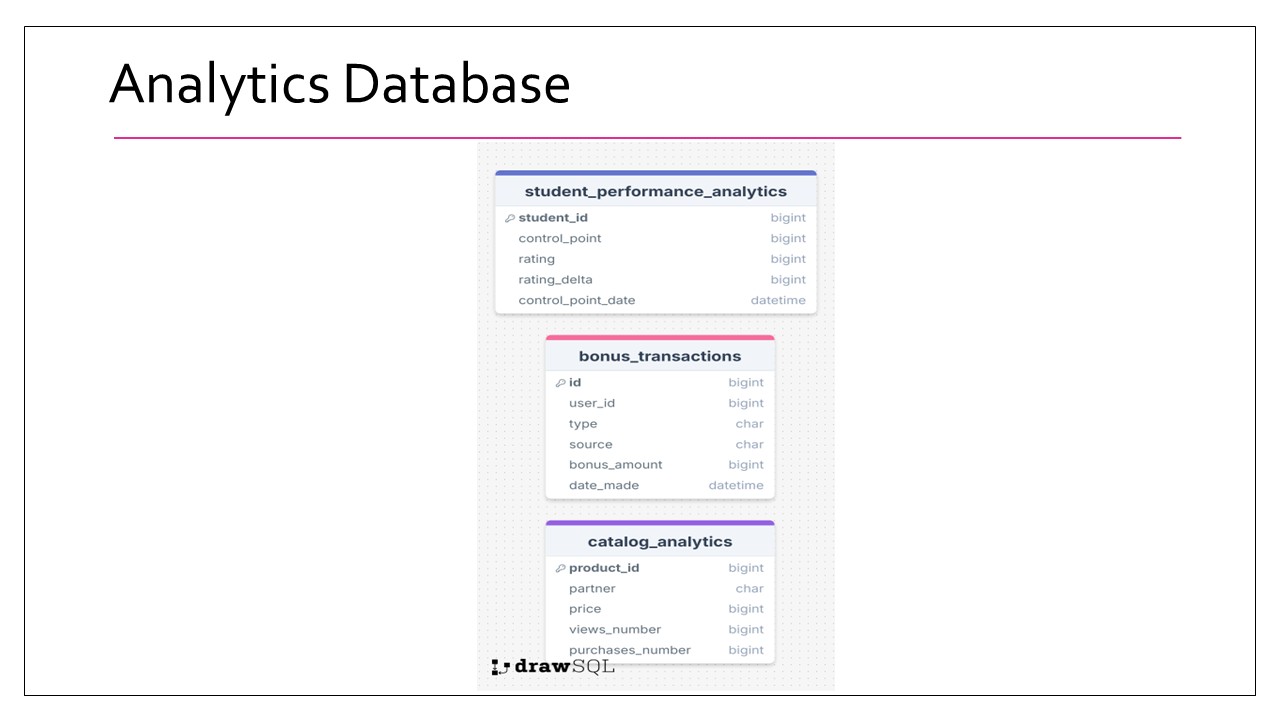 Analytics Database
student_performance_analytics
student_id bigint
control_point bigint
rating bigint
rating_delta bigint
control_point_date datetime
bonus_transactions
id bigint
user_id bigint
type char
source char
bonus_amount bigint
date_made datetime
catalog_analytics
product_id bigint
partner char
price bigint
views_number bigint
purchases_number bigint
drawSQL